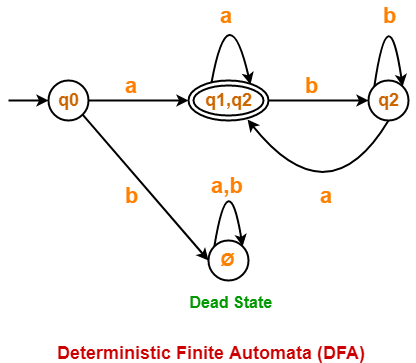 a
b
q0
a
q1,q2
b
q2
b
a,b
a
Ø
Dead State
Deterministic Finite Automata (DFA)